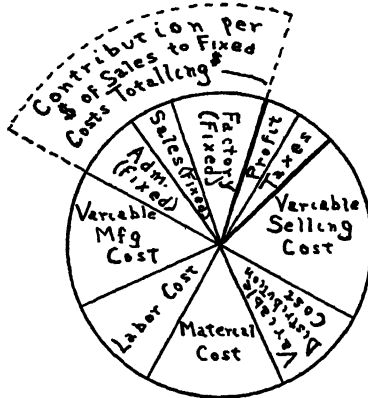 Contribution per
$ of Sales to Fixed
Costs Totalling $
Adm.
(Fixed)
Sales
(Fixed)
Factory
(Fixed)
Profit
Taxes
Variable
Selling
Cost
Variable
Distribution
Cost
Material
Cost
Labor Cost
Variable
Mfg
Cost